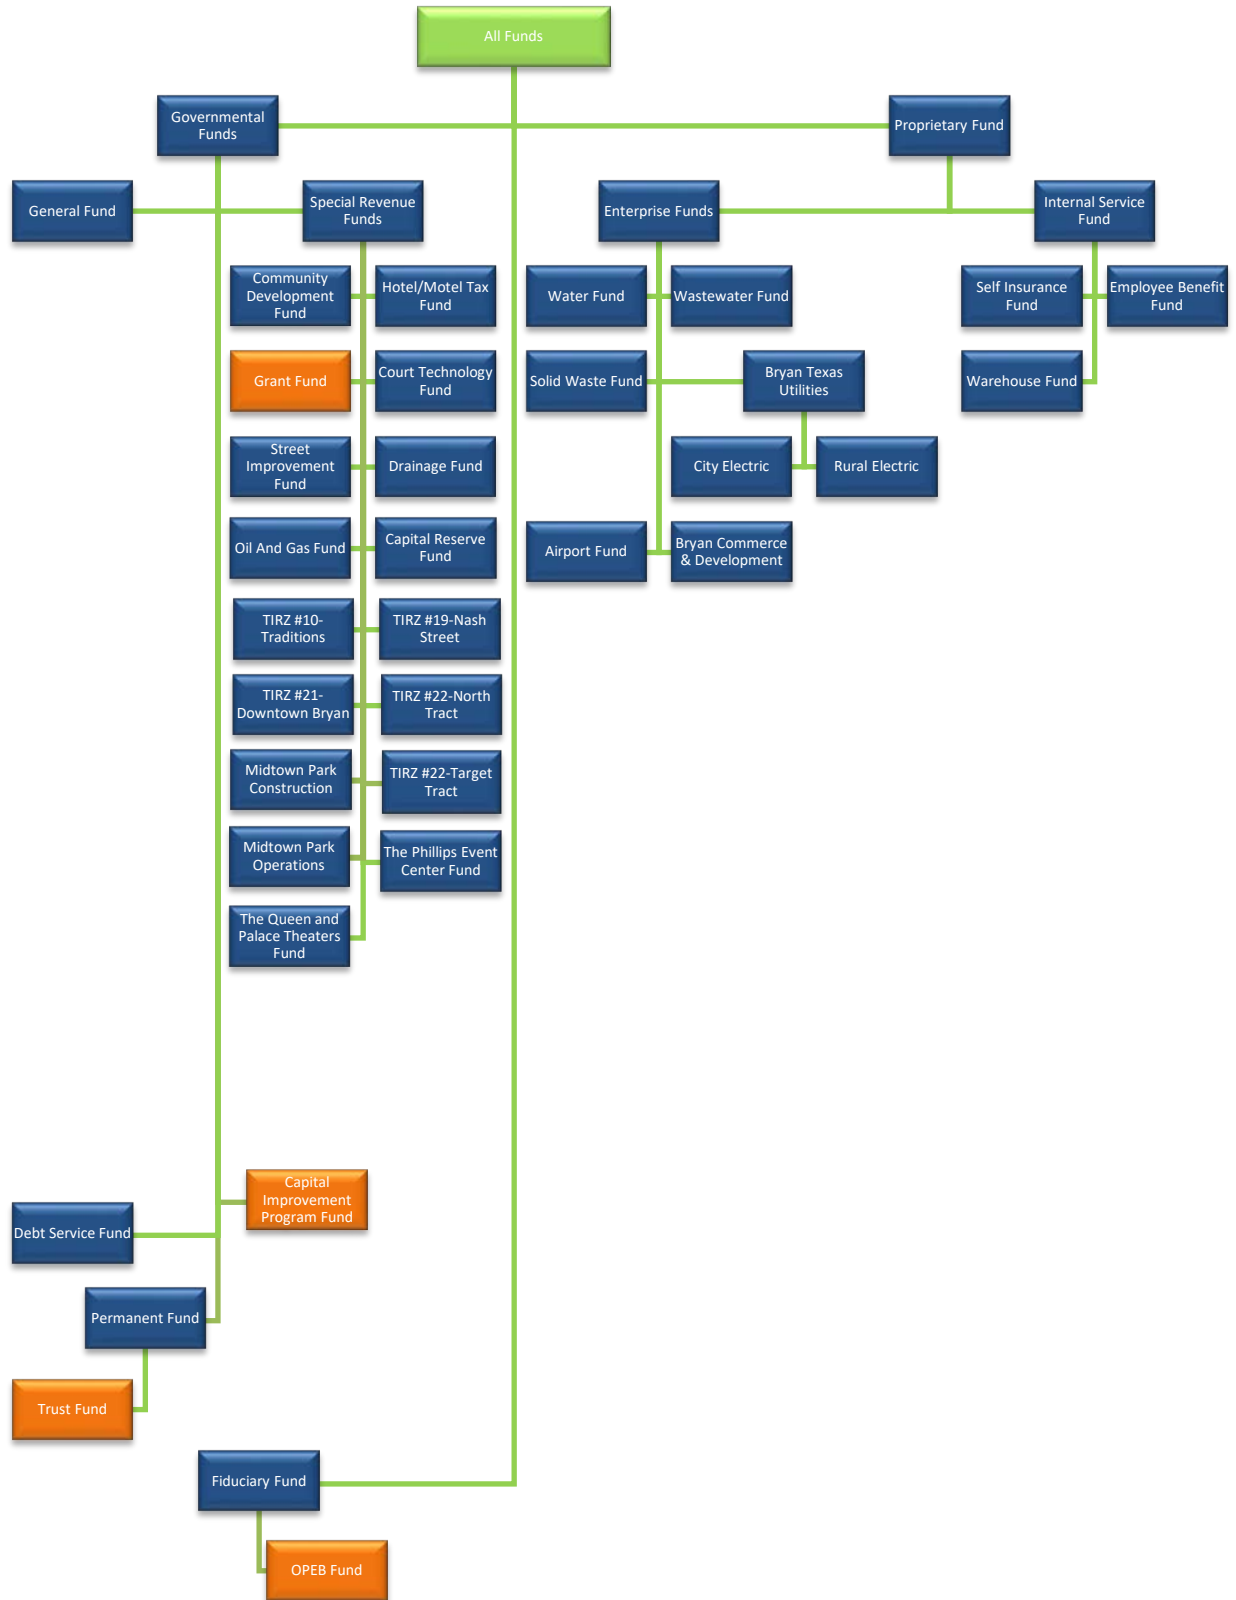 All Funds
Governmental
Funds
Proprietary Fund
General Fund
Special Revenue
Funds
Enterprise Funds
Internal Service
Fund
Community
Development
Fund
Hotel/Motel Tax
Fund
Water Fund
Wastewater Fund
Self Insurance
Fund
Employee Benefit
Fund
Grant Fund
Court Technology
Fund
Solid Waste Fund
Bryan Texas
Utilities
Warehouse Fund
Street
Improvement
Fund
Drainage Fund
City Electric
Rural Electric
Oil And Gas Fund
Capital Reserve
Fund
Airport Fund
Bryan Commerce
& Development
TIRZ #10-
Traditions
TIRZ #19-Nash
Street
TIRZ #21-
Downtown Bryan
TIRZ #22-North
Tract
Midtown Park
Construction
TIRZ #22-Target
Tract
Midtown Park
Operations
The Phillips Event
Center Fund
The Queen and
Palace Theaters
Fund
Capital
Improvement
Program Fund
Debt Service Fund
Permanent Fund
Trust Fund
Fiduciary Fund
OPEB Fund